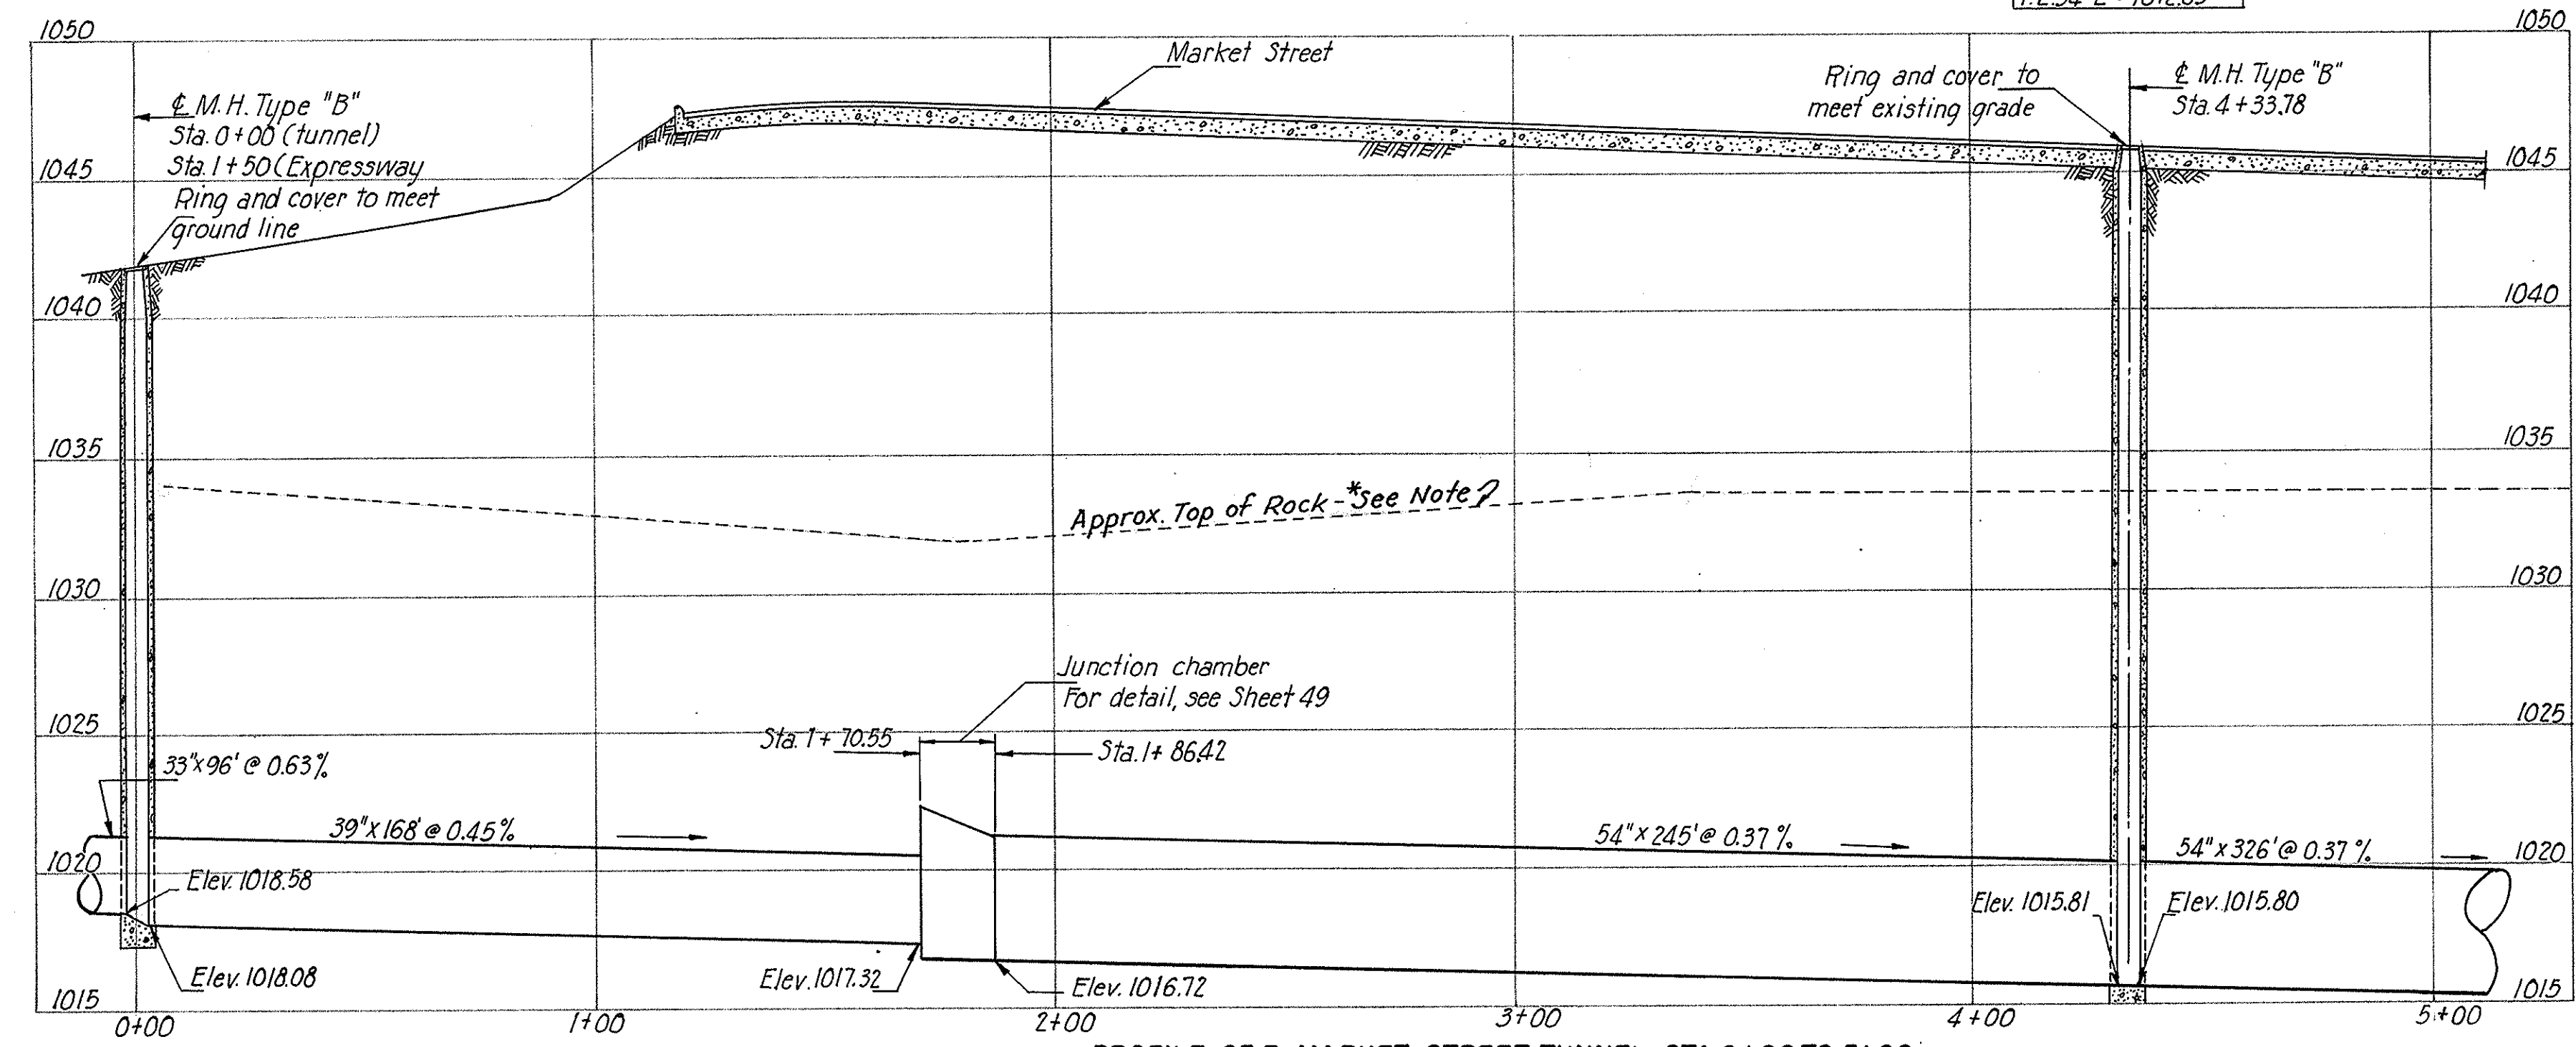 1050
1050
Market Street
℄ M.H. Type "B"
Sta. 0+00 (tunnel)
Sta. 1+50 (Expressway
Ring and cover to meet
ground line
Ring and cover to
meet existing grade
℄ M.H. Type "B"
Sta. 4+33.78
1045
1045
1040
1040
1035
1035
Approx. Top of Rock-*See Note
1030
1030
Junction chamber
For detail, see Sheet 49
1025
1025
Sta. 1+70.55
Sta. 1+86.42
33"x96' @ 0.63%
39"x168' @ 0.45%
54"x245' @ 0.37%
54"x326' @ 0.37%
1020
1020
Elev. 1018.58
Elev. 1015.81
Elev. 1015.80
Elev. 1018.08
Elev. 1017.32
Elev. 1016.72
1015
1015
0+00
1+00
2+00
3+00
4+00
5+00